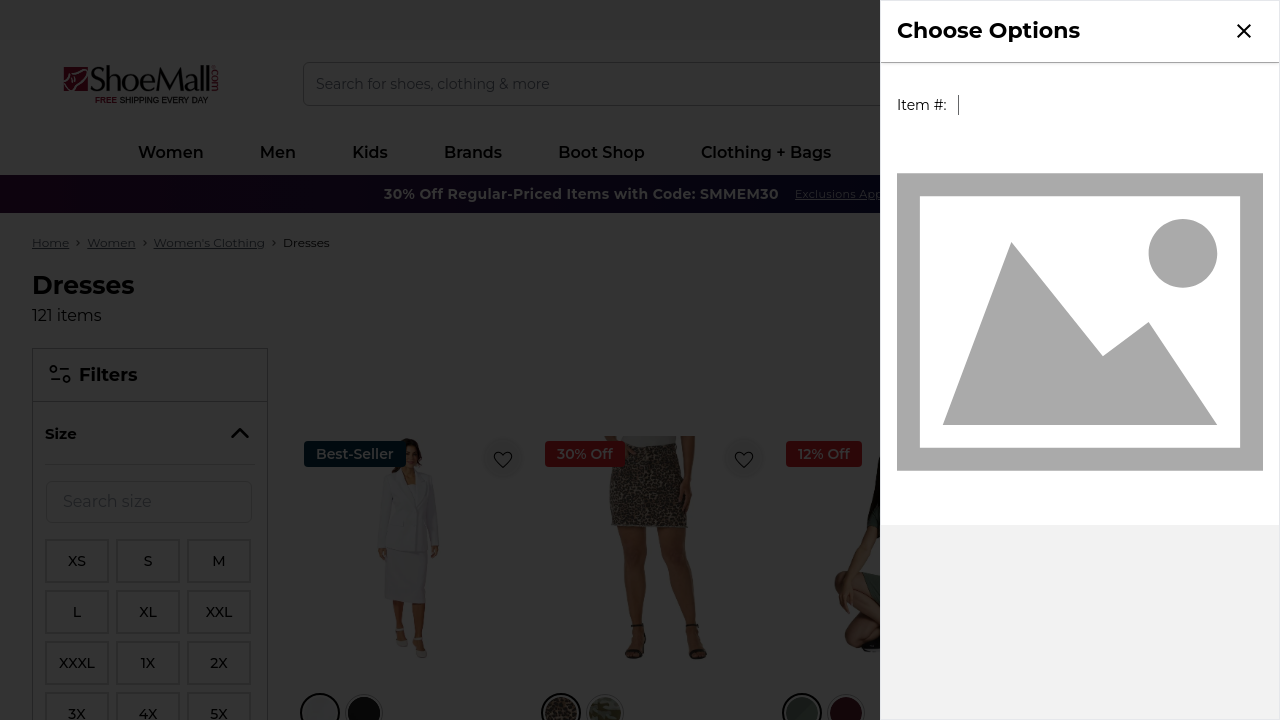 Choose Options
Item #:
ShoeMall.com
FREE SHIPPING EVERY DAY
Search for shoes, clothing & more
Women Men Kids Brands Boot Shop Clothing + Bags
30% Off Regular-Priced Items with Code: SMMEM30 Exclusions App
Home > Women > Women's Clothing > Dresses
Dresses
121 items
Filters
Size
Search size
XS S M
L XL XXL
XXXL 1X 2X
3X 4X 5X
Best-Seller
30% Off
12% Off